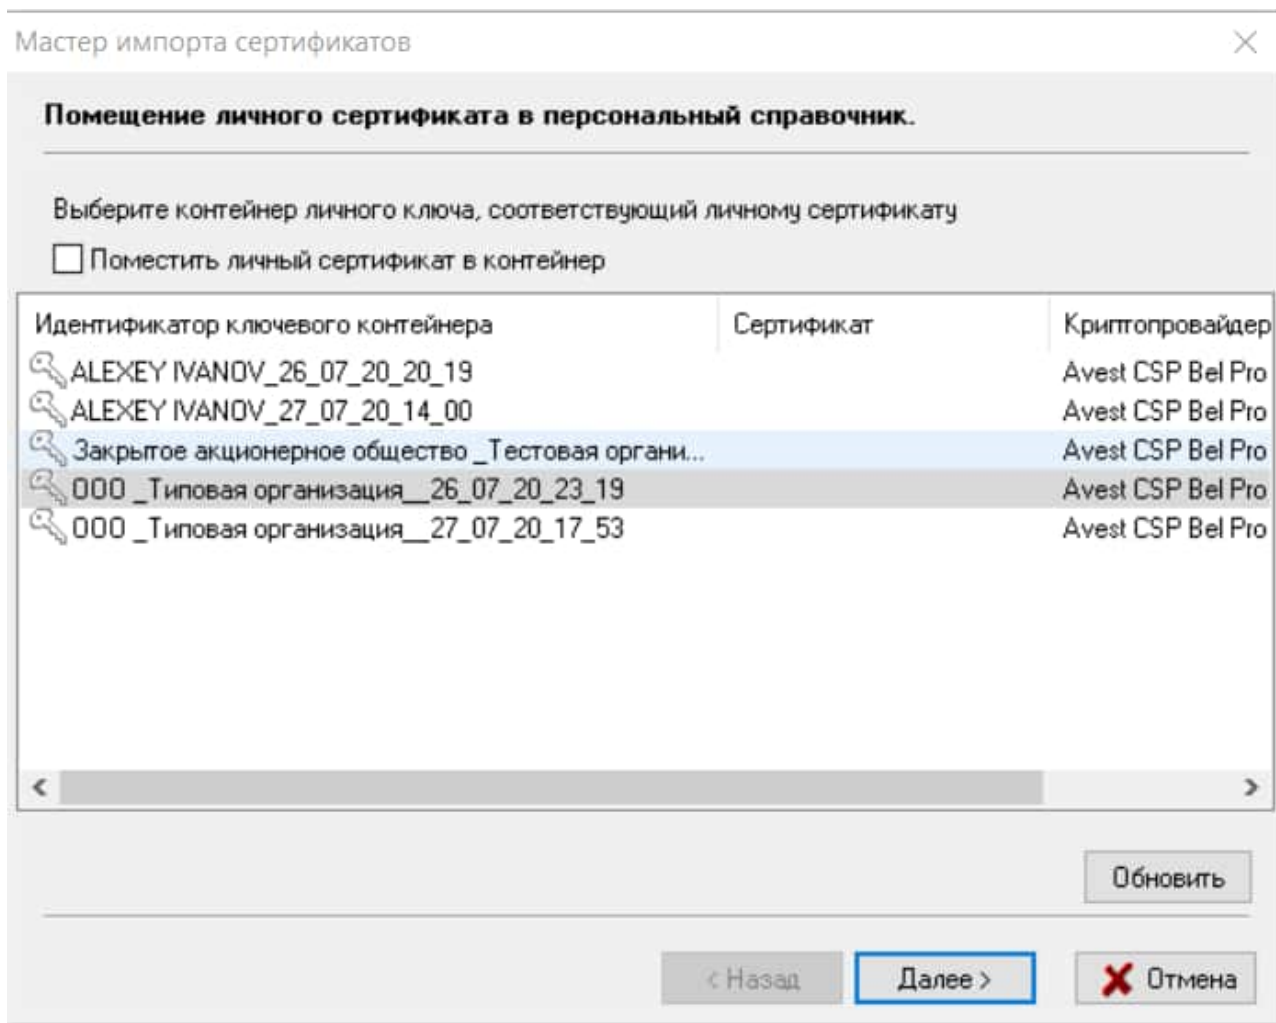 Мастер импорта сертификатов
Помещение личного сертификата в персональный справочник.
Выберите контейнер личного ключа, соответствующий личному сертификату
Поместить личный сертификат в контейнер
Идентификатор ключевого контейнера Сертификат Криптопровайдер
ALEXEY IVANOV_26_07_20_20_19 Avest CSP Bel Pro
ALEXEY IVANOV_27_07_20_14_00 Avest CSP Bel Pro
Закрытое акционерное общество _Тестовая органи... Avest CSP Bel Pro
ООО _Типовая организация__26_07_20_23_19 Avest CSP Bel Pro
ООО _Типовая организация__27_07_20_17_53 Avest CSP Bel Pro
Обновить
< Назад Далее > Отмена